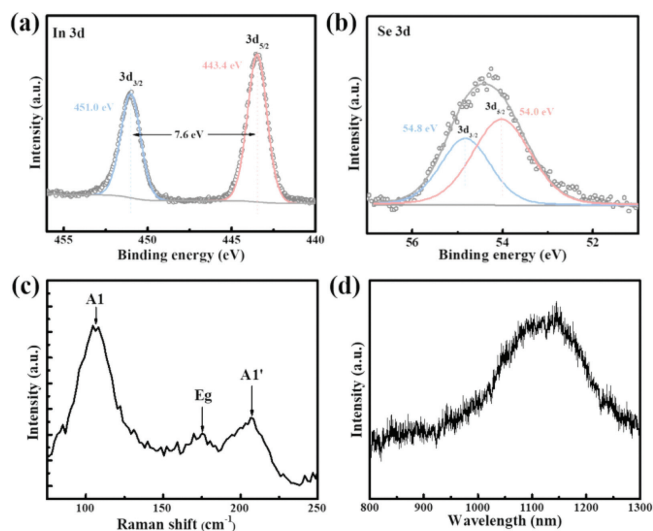 (a)
In 3d
3d5/2
443.4 eV
3d3/2
451.0 eV
7.6 eV
Intensity (a.u.)
455
450
445
440
Binding energy (eV)
(b)
Se 3d
3d5/2
54.0 eV
54.8 eV
3d3/2
Intensity (a.u.)
56
54
52
Binding energy (eV)
(c)
A1
Eg
A1'
Intensity (a.u.)
100
150
200
250
Raman shift (cm-1)
(d)
Intensity (a.u.)
800
900
1000
1100
1200
1300
Wavelength (nm)